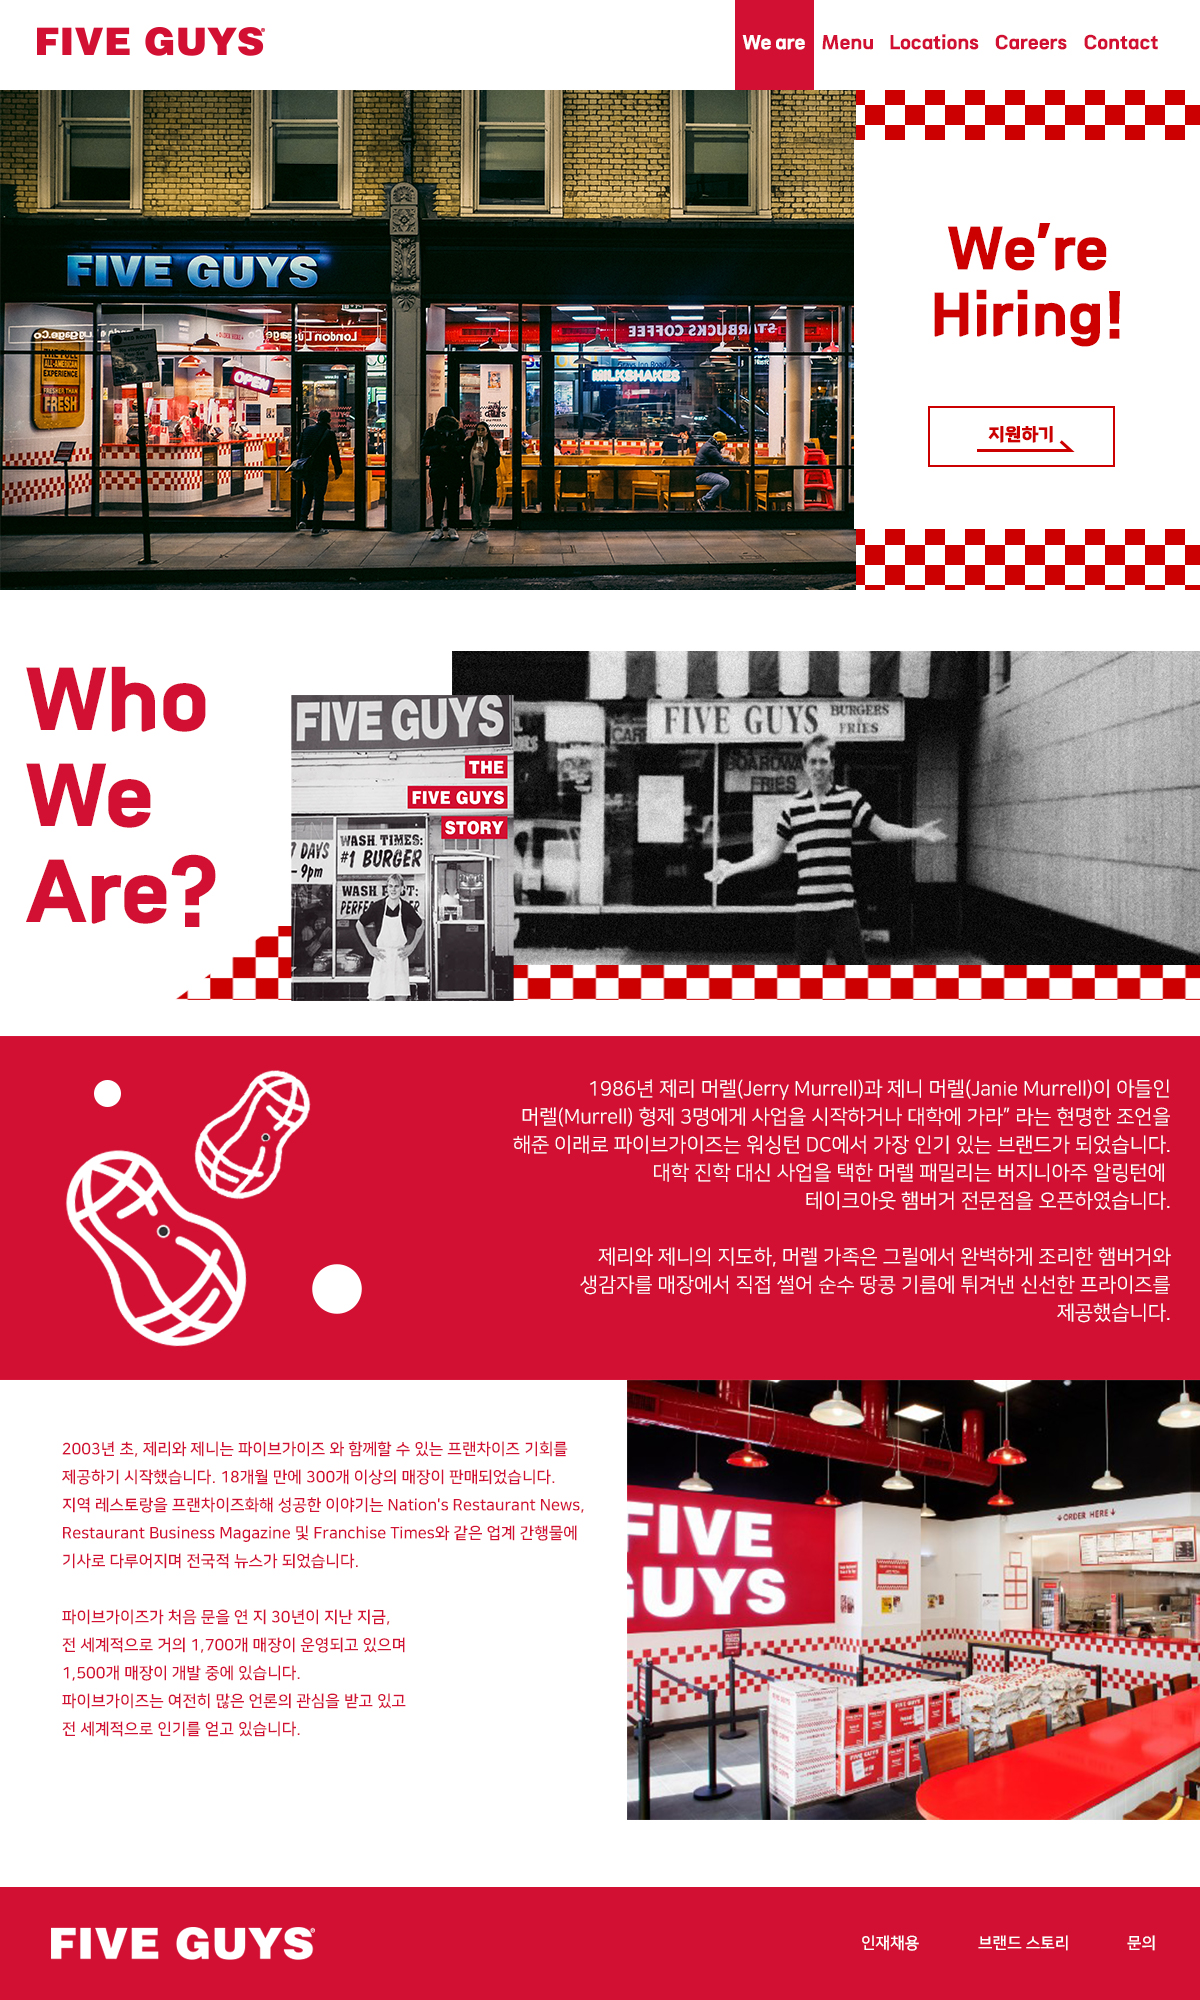 FIVE GUYS®
We are Menu Locations Careers Contact
FIVE GUYS
London Luggage Co
STARBUCKS COFFEE
OPEN
MILKSHAKES
THE FULL
ALL-AMERICAN
EXPERIENCE
FRESHER THAN
FRESH
We’re
Hiring!
지원하기
Who
We
Are?
FIVE GUYS
THE
FIVE GUYS
STORY
7 DAYS
- 9pm
WASH. TIMES:
#1 BURGER
FIVE GUYS BURGERS
FRIES
BOARDWA
FRIES
1986년 제리 머렐(Jerry Murrell)과 제니 머렐(Janie Murrell)이 아들인
머렐(Murrell) 형제 3명에게 사업을 시작하거나 대학에 가라” 라는 현명한 조언을
해준 이래로 파이브가이즈는 워싱턴 DC에서 가장 인기 있는 브랜드가 되었습니다.
대학 진학 대신 사업을 택한 머렐 패밀리는 버지니아주 알링턴에
테이크아웃 햄버거 전문점을 오픈하였습니다.
제리와 제니의 지도하, 머렐 가족은 그릴에서 완벽하게 조리한 햄버거와
생감자를 매장에서 직접 썰어 순수 땅콩 기름에 튀겨낸 신선한 프라이즈를
제공했습니다.
2003년 초, 제리와 제니는 파이브가이즈 와 함께할 수 있는 프랜차이즈 기회를
제공하기 시작했습니다. 18개월 만에 300개 이상의 매장이 판매되었습니다.
지역 레스토랑을 프랜차이즈화해 성공한 이야기는 Nation's Restaurant News,
Restaurant Business Magazine 및 Franchise Times와 같은 업계 간행물에
기사로 다루어지며 전국적 뉴스가 되었습니다.
파이브가이즈가 처음 문을 연 지 30년이 지난 지금,
전 세계적으로 거의 1,700개 매장이 운영되고 있으며
1,500개 매장이 개발 중에 있습니다.
파이브가이즈는 여전히 많은 언론의 관심을 받고 있고
전 세계적으로 인기를 얻고 있습니다.
FIVE
GUYS
ORDER HERE
FIVE GUYS
FIVE GUYS
FIVE GUYS®
인재채용 브랜드 스토리 문의